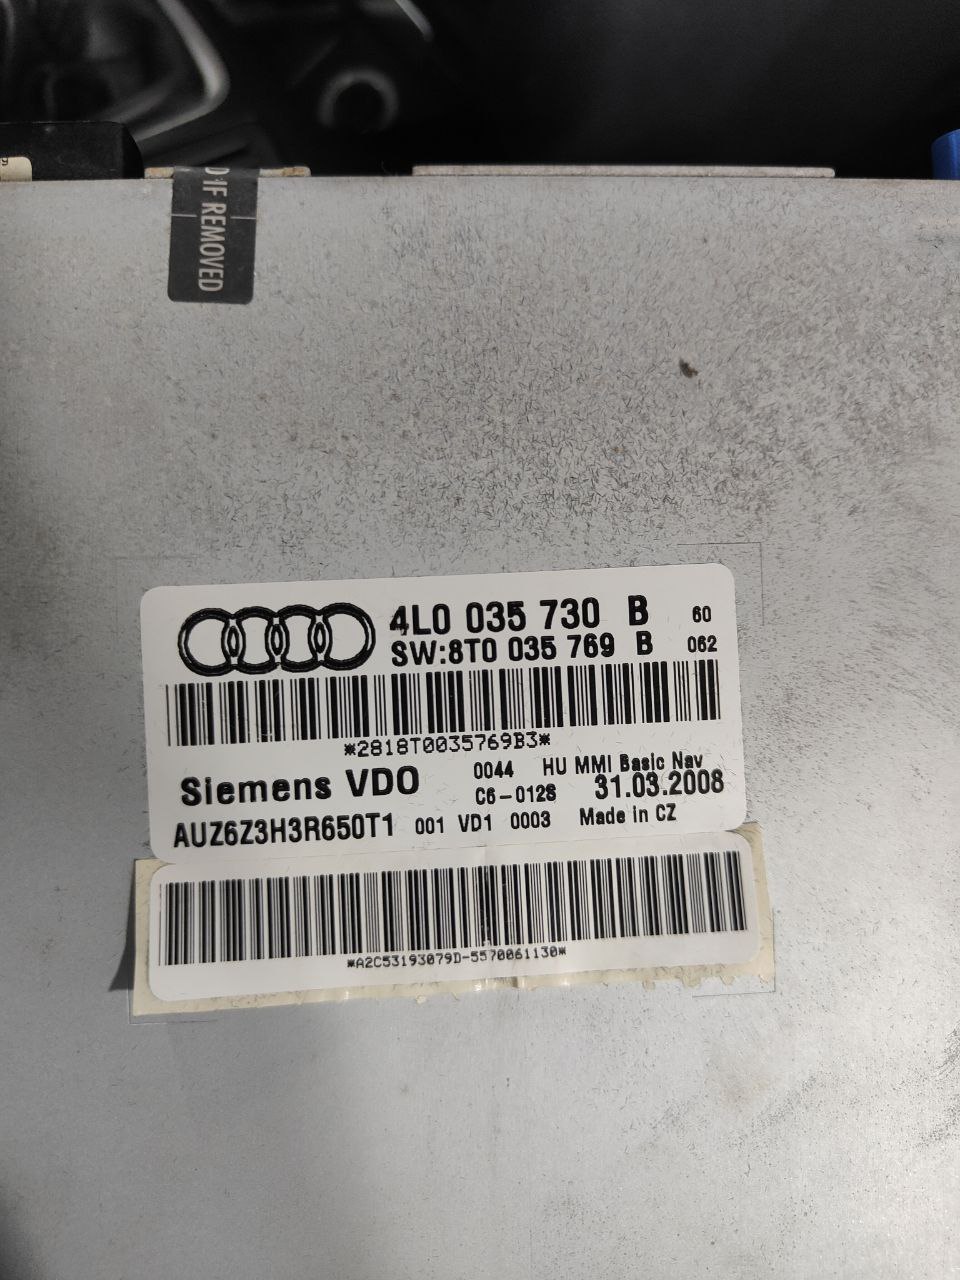 IF REMOVED
4L0 035 730 B 60
SW:8T0 035 769 B 062
*2818T0035769B3*
Siemens VDO 0044 HU MMI Basic Nav
C6-0128 31.03.2008
AUZ6Z3H3R650T1 001 VD1 0003 Made in CZ
*A2C53193079D-5570061130*